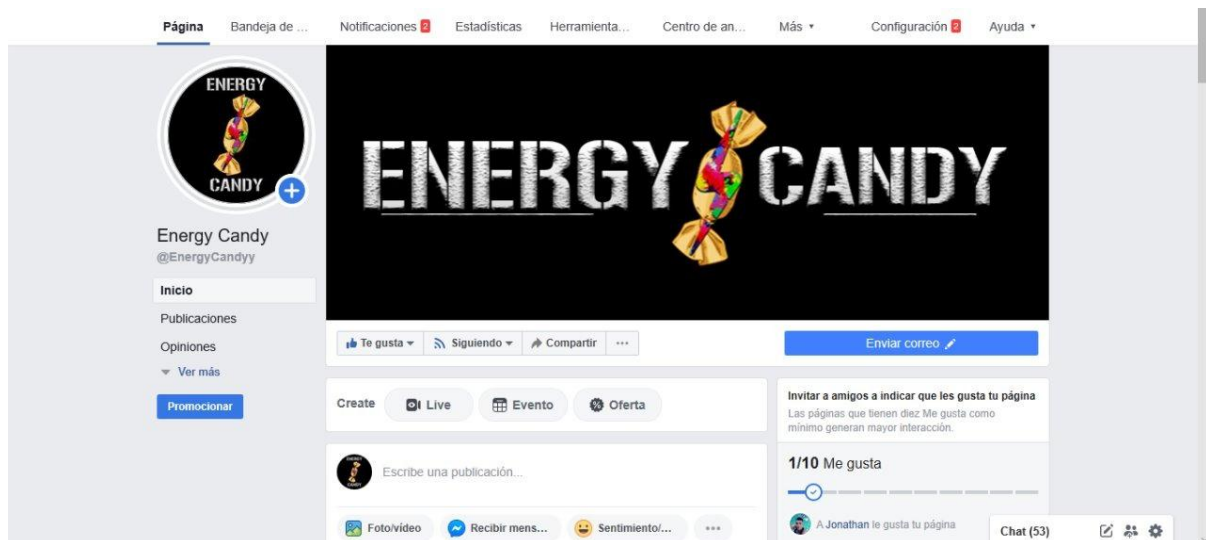 Página Bandeja de ... Notificaciones 2 Estadísticas Herramienta... Centro de an... Más Configuración 2 Ayuda
ENERGY
CANDY
ENERGY CANDY
Energy Candy
@EnergyCandyy
Inicio
Publicaciones
Opiniones
Ver más
Promocionar
Te gusta Siguiendo Compartir ...
Enviar correo
Create Live Evento Oferta
Escribe una publicación...
Foto/vídeo Recibir mens... Sentimiento/... ...
Invitar a amigos a indicar que les gusta tu página
Las páginas que tienen diez Me gusta como
mínimo generan mayor interacción.
1/10 Me gusta
A Jonathan le gusta tu página
Chat (53)